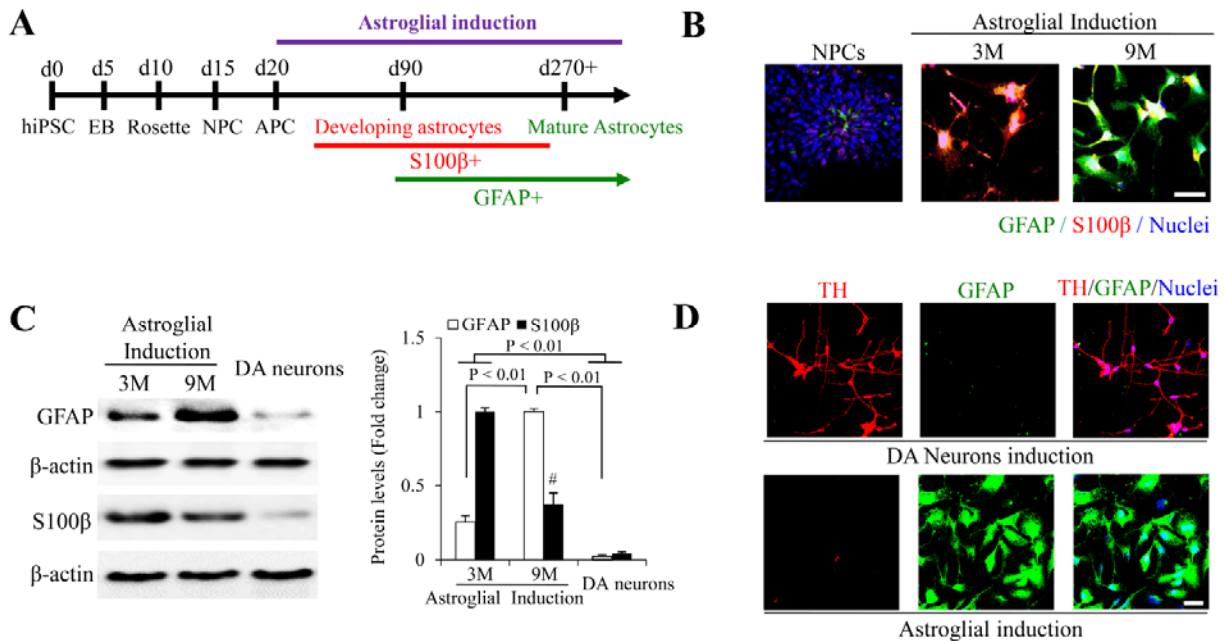 A
Astroglial induction
d0 d5 d10 d15 d20 d90 d270+
hiPSC EB Rosette NPC APC Developing astrocytes Mature Astrocytes
S100β+
GFAP+
B
Astroglial Induction
NPCs 3M 9M
GFAP / S100β / Nuclei
C
Astroglial
Induction
DA neurons
3M 9M
GFAP
β-actin
S100β
β-actin
GFAP S100β
P < 0.01
P < 0.01 P < 0.01
Protein levels (Fold change)
1.5
1
0.5
0
#
3M 9M DA neurons
Astroglial Induction
D
TH GFAP TH/GFAP/Nuclei
DA Neurons induction
Astroglial induction